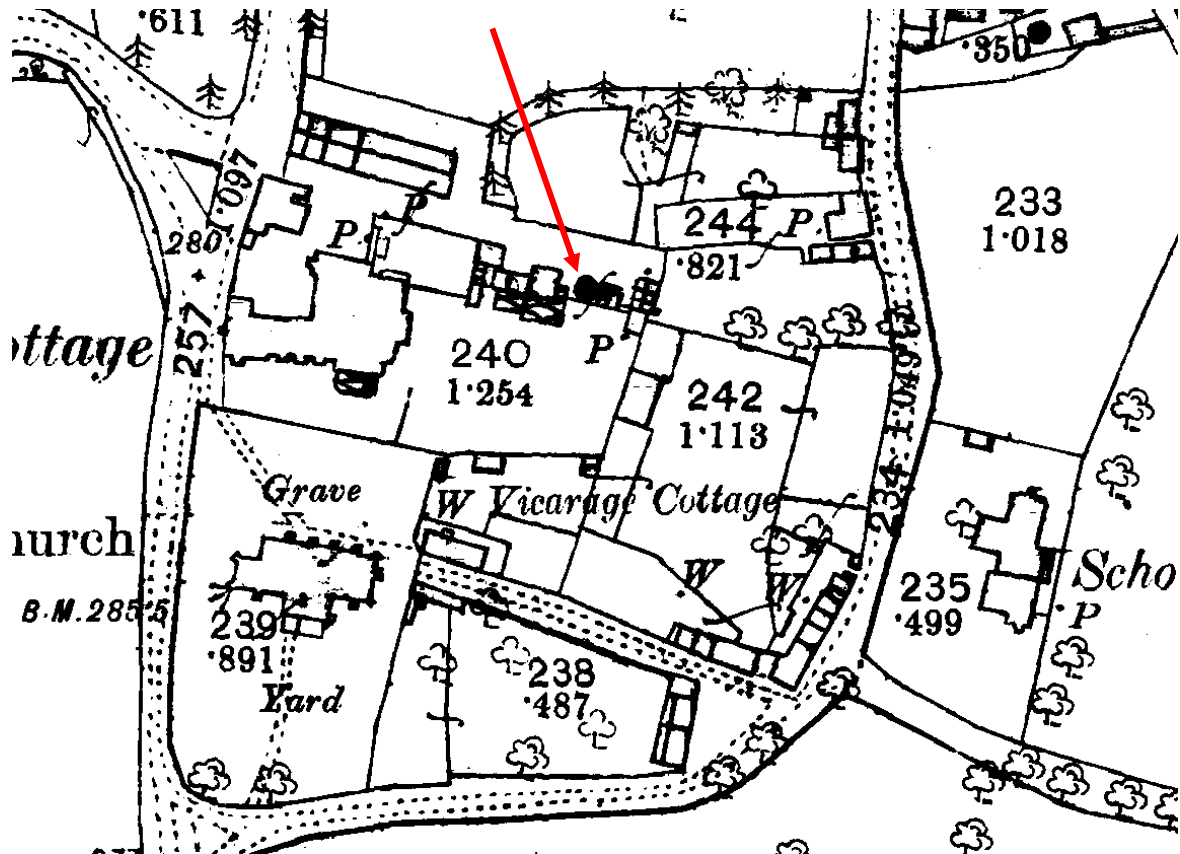 ·611
·350
·097
280
P
P
244
P
·821
233
1·018
257
ottage
240
1·254
P
242
1·113
234
1·049
Grave
W
Vicarage Cottage
hurch
B.M.285·5
239
·891
Yard
W
W
238
·487
235
·499
Scho
P